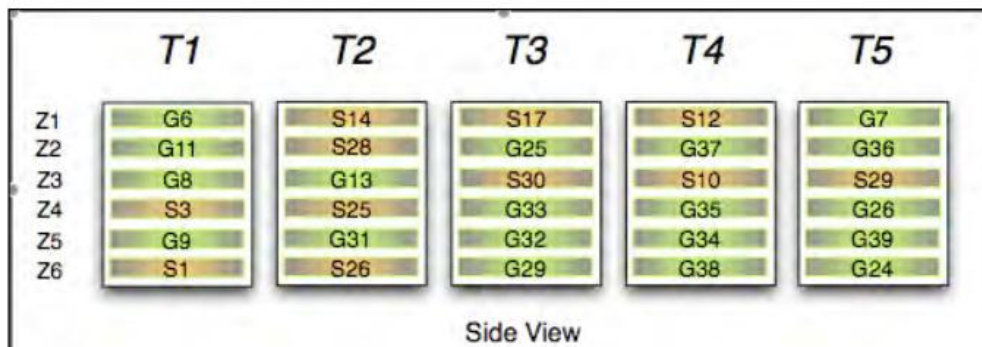 T1 T2 T3 T4 T5
Z1 G6 S14 S17 S12 G7
Z2 G11 S28 G25 G37 G36
Z3 G8 G13 S30 S10 S29
Z4 S3 S25 G33 G35 G26
Z5 G9 G31 G32 G34 G39
Z6 S1 S26 G29 G38 G24
Side View